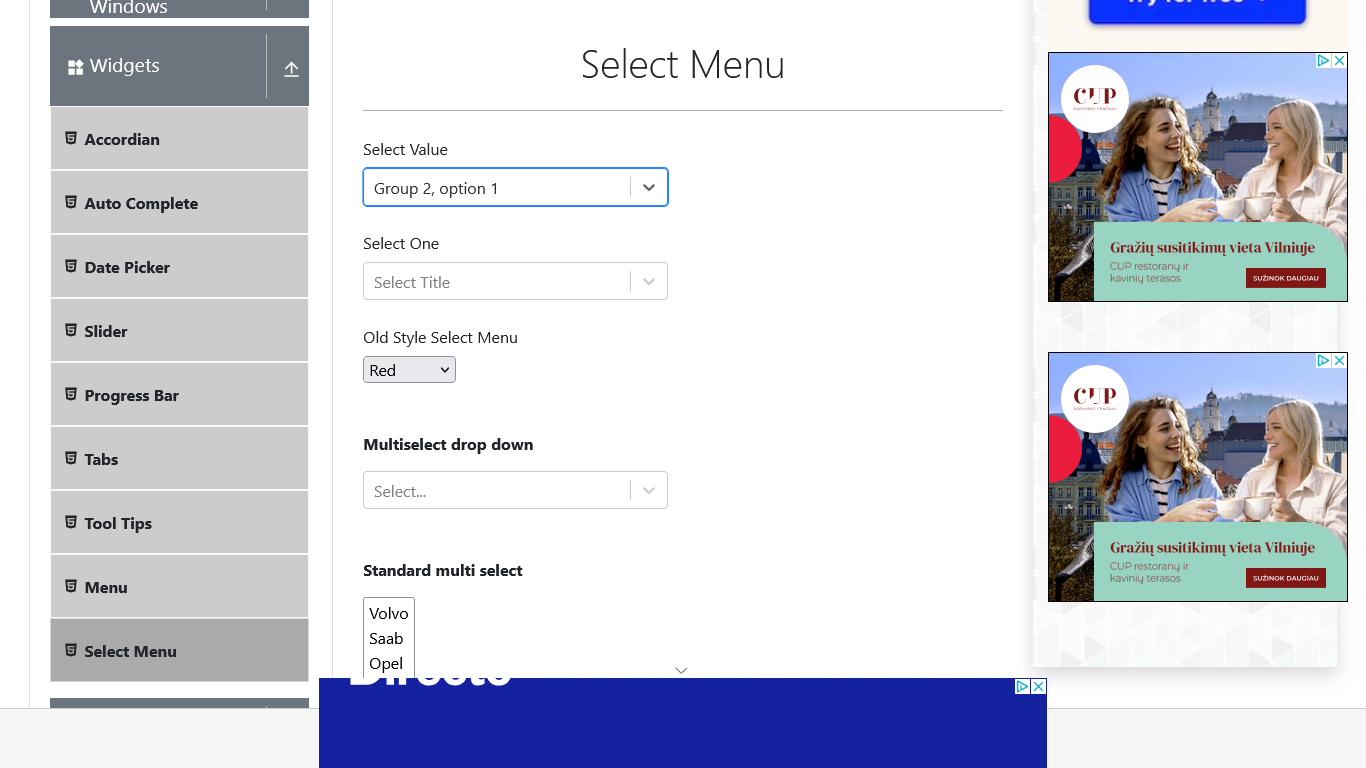 Windows
Widgets
Accordian
Auto Complete
Date Picker
Slider
Progress Bar
Tabs
Tool Tips
Menu
Select Menu
Select Menu
Select Value
Group 2, option 1
Select One
Select Title
Old Style Select Menu
Red
Multiselect drop down
Select...
Standard multi select
Volvo
Saab
Opel
CUP
Gražių susitikimų vieta Vilniuje
CUP restoranų ir
kavinių terasos
SUŽINOK DAUGIAU
CUP
Gražių susitikimų vieta Vilniuje
CUP restoranų ir
kavinių terasos
SUŽINOK DAUGIAU